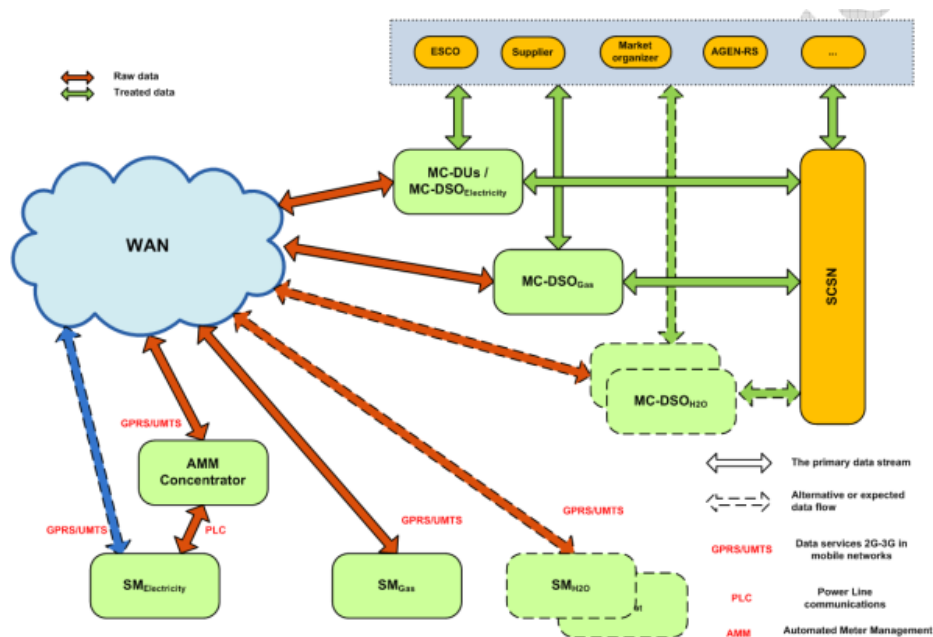 ESCO
Supplier
Market
organizer
AGEN-RS
...
Raw data
Treated data
MC-DUs /
MC-DSOElectricity
WAN
MC-DSOGas
SCSN
MC-DSOH2O
GPRS/UMTS
AMM
Concentrator
The primary data stream
Alternative or expected
data flow
GPRS/UMTS
PLC
GPRS/UMTS
GPRS/UMTS
GPRS/UMTS
Data services 2G-3G in
mobile networks
SMElectricity
SMGas
SMH2O
PLC
Power Line
communications
AMM
Automated Meter Management